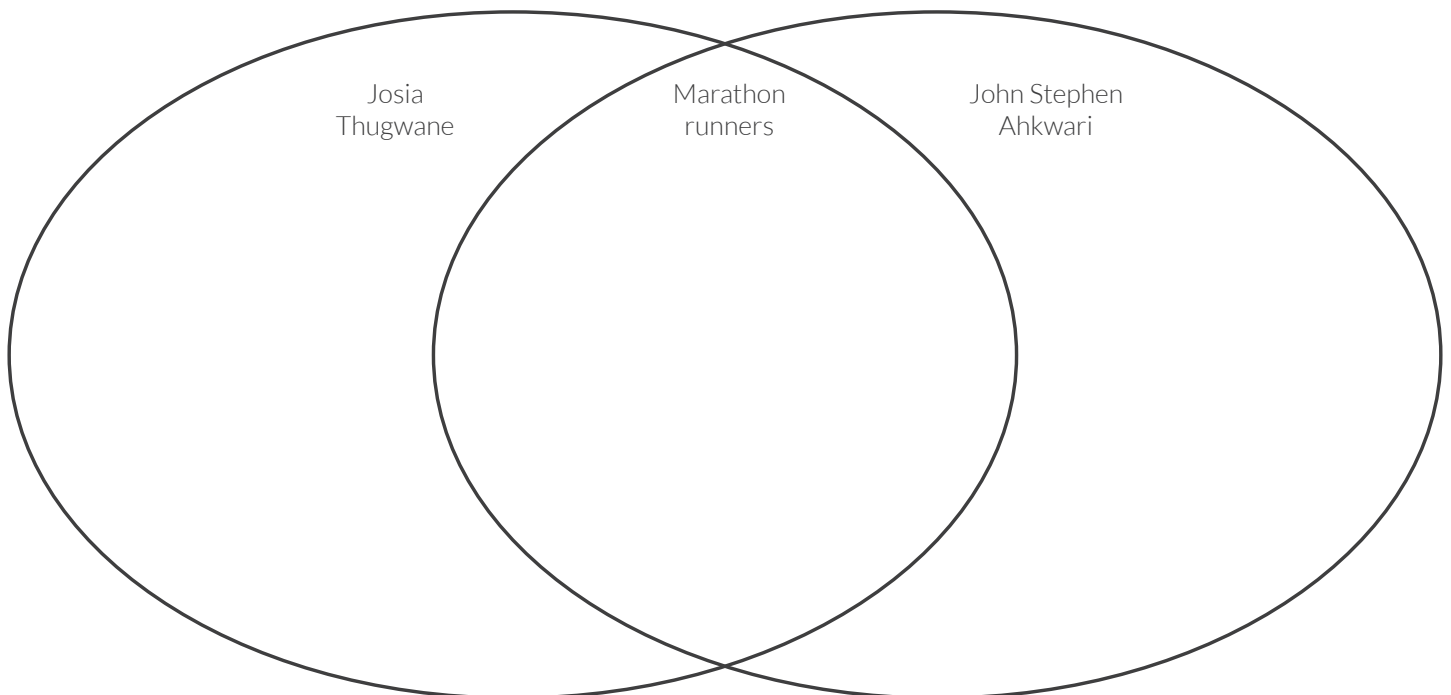 Josia
Thugwane
Marathon
runners
John Stephen
Ahkwari